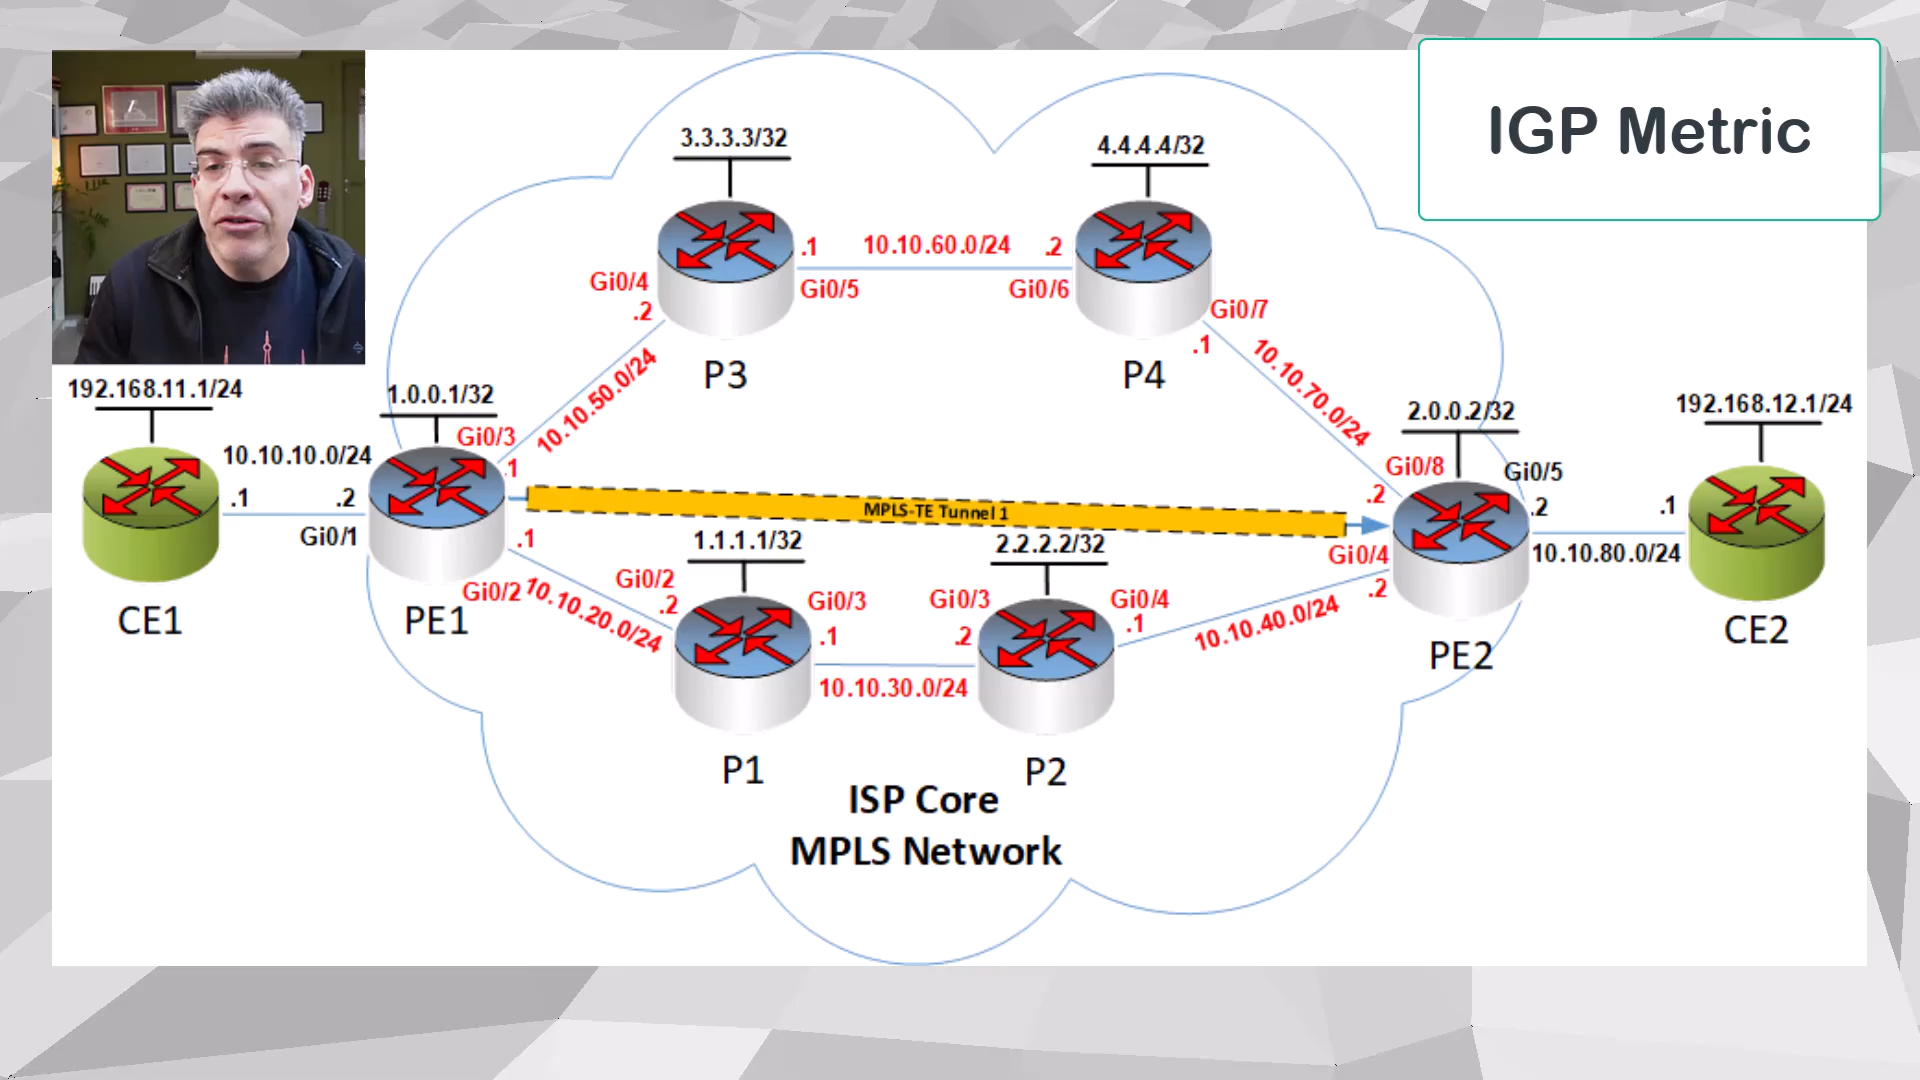 IGP Metric
3.3.3.3/32
4.4.4.4/32
.1
10.10.60.0/24
.2
Gi0/4
.2
Gi0/5
Gi0/6
Gi0/7
.1
P3
P4
10.10.50.0/24
10.10.70.0/24
192.168.11.1/24
1.0.0.1/32
2.0.0.2/32
192.168.12.1/24
Gi0/3
.1
10.10.10.0/24
.1
.2
Gi0/1
Gi0/8
.2
Gi0/5
.2
.1
10.10.80.0/24
MPLS-TE Tunnel 1
.1
Gi0/2
10.10.20.0/24
1.1.1.1/32
2.2.2.2/32
Gi0/4
.2
Gi0/2
.2
Gi0/3
.1
Gi0/3
.2
Gi0/4
.1
10.10.40.0/24
10.10.30.0/24
CE1
PE1
PE2
CE2
P1
P2
ISP Core
MPLS Network